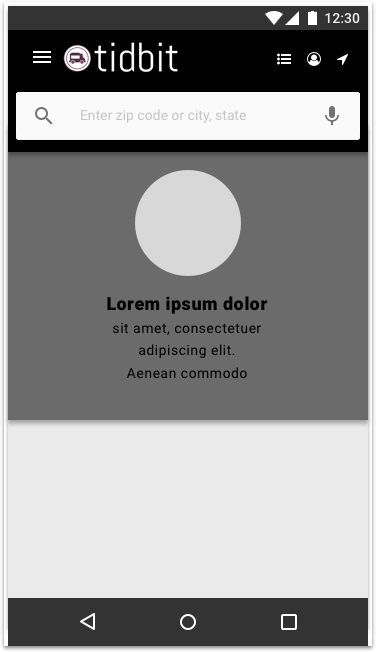 12:30
tidbit
Enter zip code or city, state
Lorem ipsum dolor
sit amet, consectetuer
adipiscing elit.
Aenean commodo